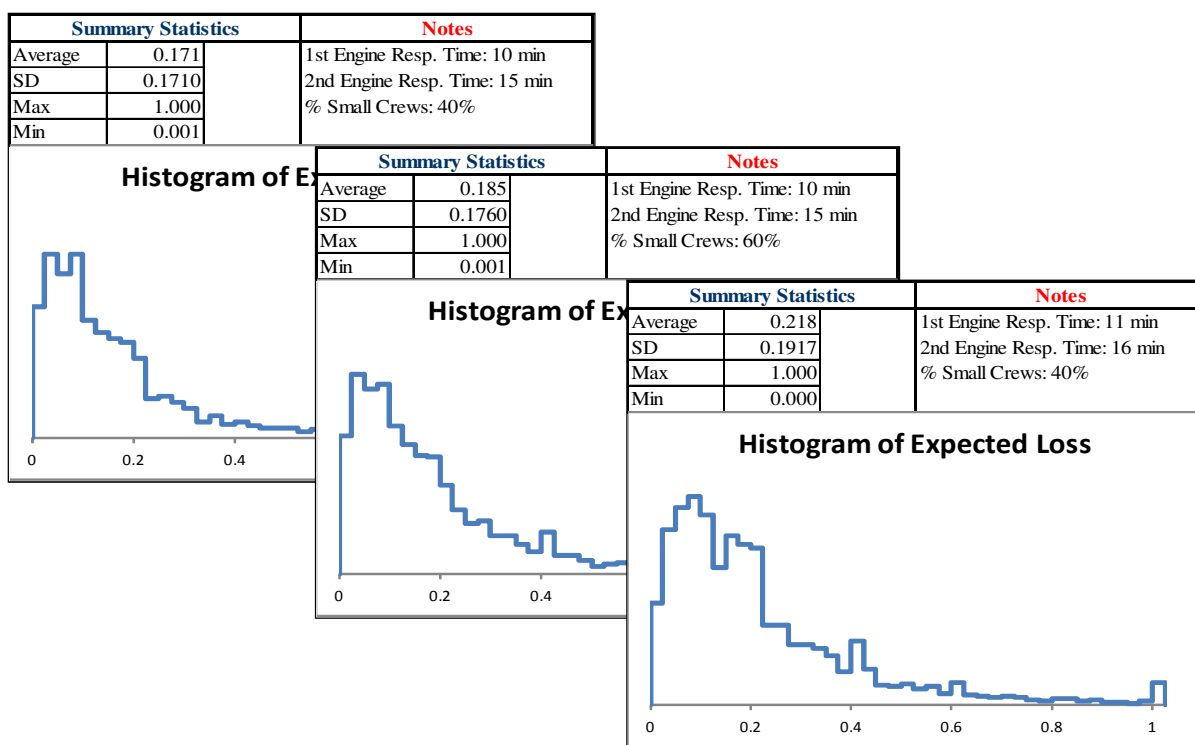 Summary Statistics Notes
Average 0.171 1st Engine Resp. Time: 10 min
SD 0.1710 2nd Engine Resp. Time: 15 min
Max 1.000 % Small Crews: 40%
Min 0.001
Histogram of Ex
0 0.2 0.4
Summary Statistics Notes
Average 0.185 1st Engine Resp. Time: 10 min
SD 0.1760 2nd Engine Resp. Time: 15 min
Max 1.000 % Small Crews: 60%
Min 0.001
Histogram of Ex
0 0.2 0.4
Summary Statistics Notes
Average 0.218 1st Engine Resp. Time: 11 min
SD 0.1917 2nd Engine Resp. Time: 16 min
Max 1.000 % Small Crews: 40%
Min 0.000
Histogram of Expected Loss
0 0.2 0.4 0.6 0.8 1